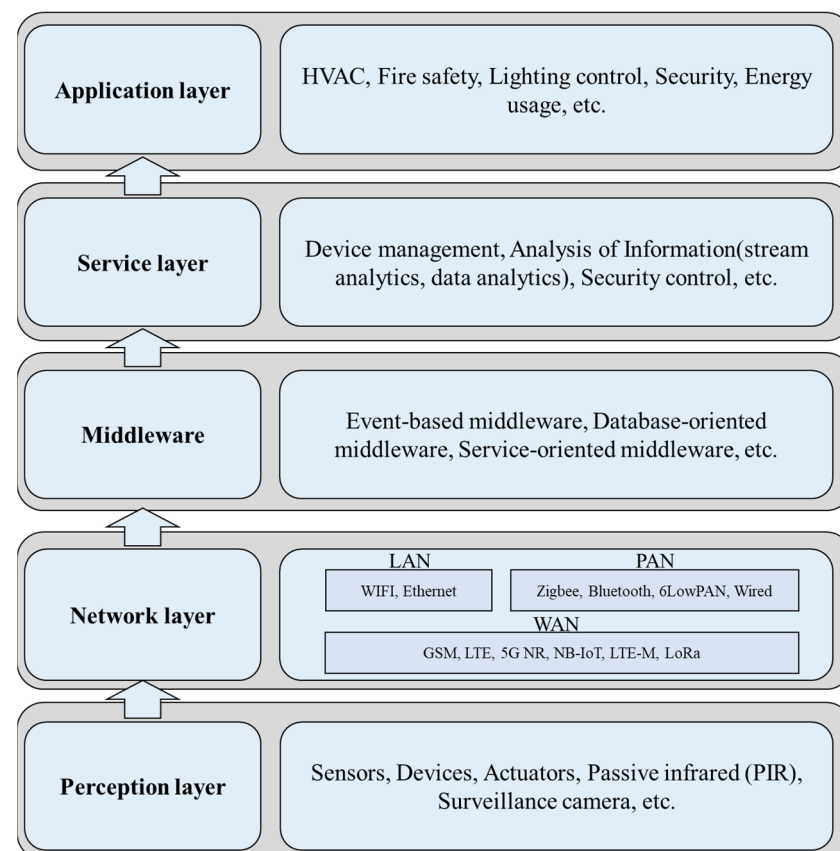 Application layer
HVAC, Fire safety, Lighting control, Security, Energy
usage, etc.
Service layer
Device management, Analysis of Information(stream
analytics, data analytics), Security control, etc.
Middleware
Event-based middleware, Database-oriented
middleware, Service-oriented middleware, etc.
Network layer
LAN
WIFI, Ethernet
PAN
Zigbee, Bluetooth, 6LowPAN, Wired
WAN
GSM, LTE, 5G NR, NB-IoT, LTE-M, LoRa
Perception layer
Sensors, Devices, Actuators, Passive infrared (PIR),
Surveillance camera, etc.